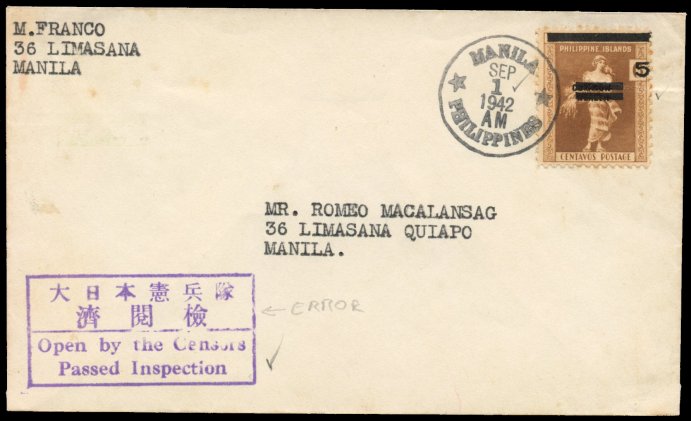 M.FRANCO
36 LIMASANA
MANILA
MANILA
SEP
1
1942
AM
PHILIPPINES
PHILIPPINE ISLANDS
5
CENTAVOS POSTAGE
MR. ROMEO MACALANSAG
36 LIMASANA QUIAPO
MANILA.
大日本憲兵隊
濟閲檢
Open by the Censors
Passed Inspection
← ERROR